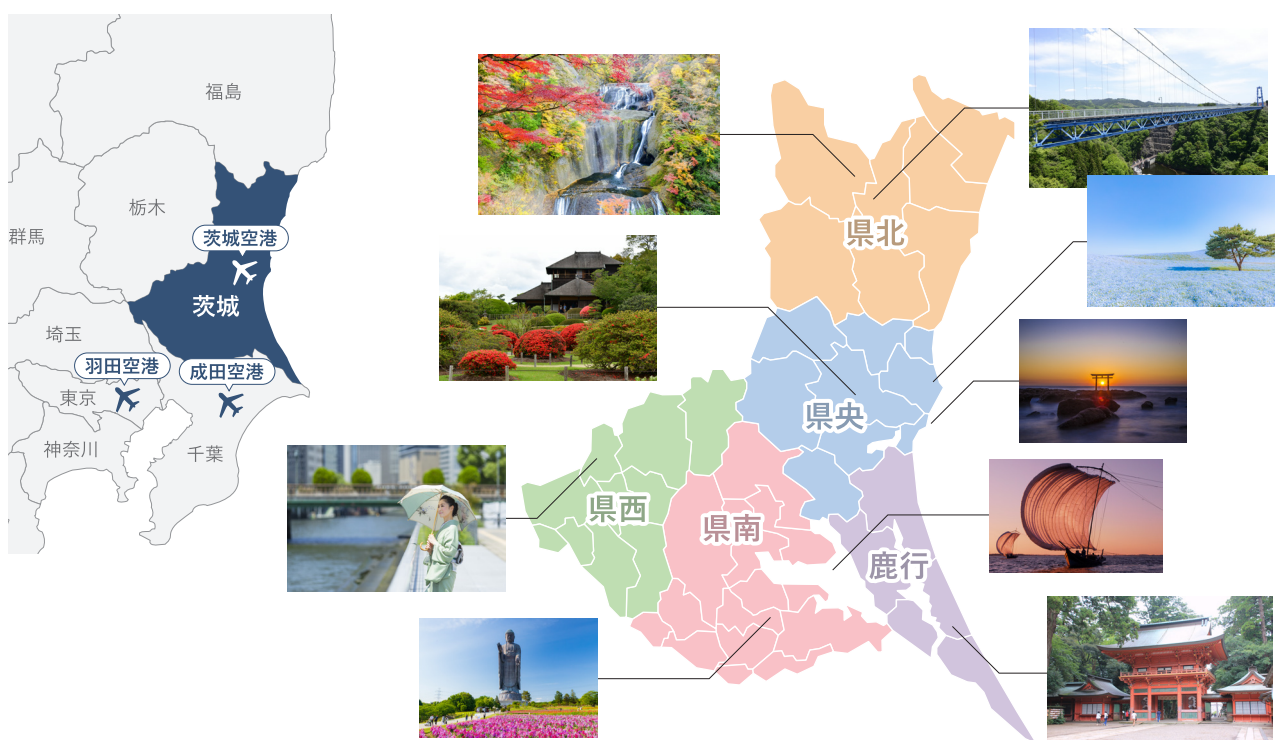 福島
栃木
群馬
茨城空港
茨城
埼玉
羽田空港
成田空港
東京
神奈川
千葉
県北
県央
県西
県南
鹿行